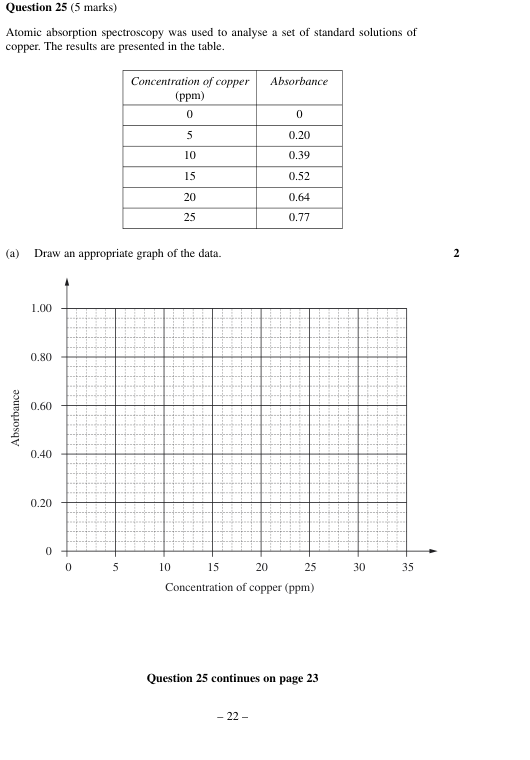 Question 25 (5 marks)
Atomic absorption spectroscopy was used to analyse a set of standard solutions of
copper. The results are presented in the table.
Concentration of copper Absorbance
(ppm)
0 0
5 0.20
10 0.39
15 0.52
20 0.64
25 0.77
(a) Draw an appropriate graph of the data. 2
1.00
0.80
0.60
Absorbance
0.40
0.20
0
0 5 10 15 20 25 30 35
Concentration of copper (ppm)
Question 25 continues on page 23
– 22 –